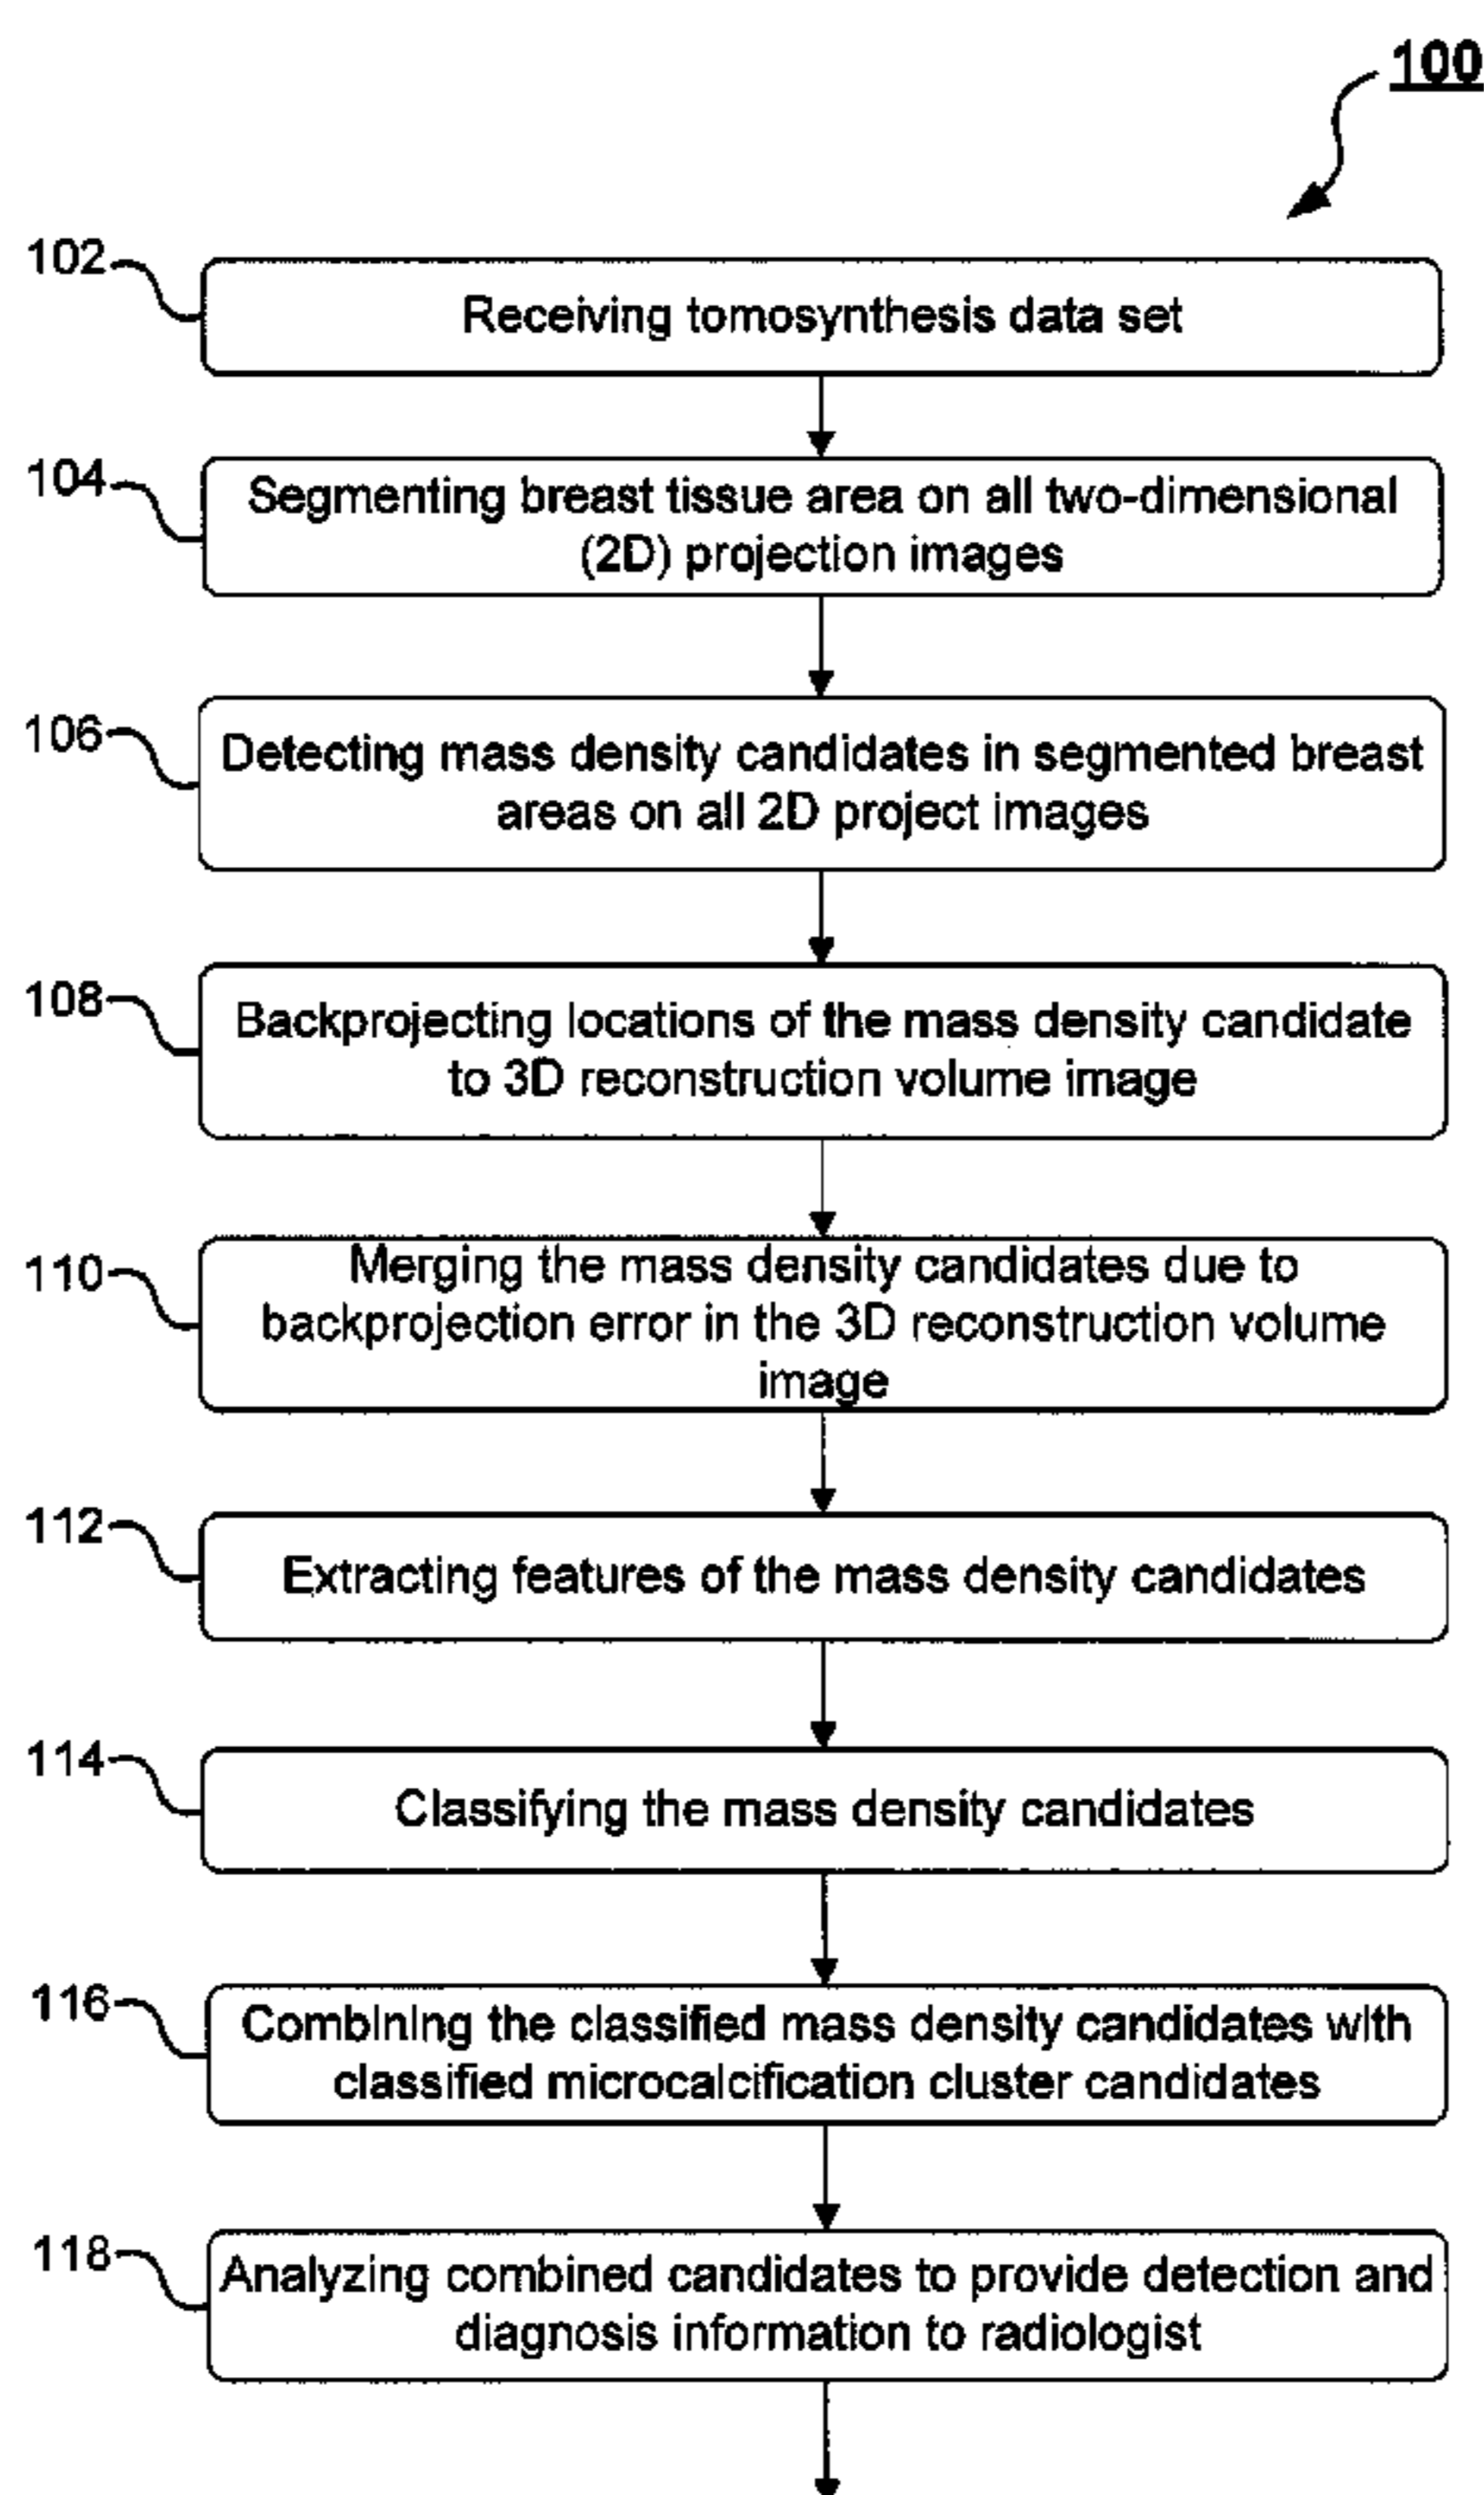 100
102
Receiving tomosynthesis data set
104
Segmenting breast tissue area on all two-dimensional
(2D) projection images
106
Detecting mass density candidates in segmented breast
areas on all 2D project images
108
Backprojecting locations of the mass density candidate
to 3D reconstruction volume image
110
Merging the mass density candidates due to
backprojection error in the 3D reconstruction volume
image
112
Extracting features of the mass density candidates
114
Classifying the mass density candidates
116
Combining the classified mass density candidates with
classified microcalcification cluster candidates
118
Analyzing combined candidates to provide detection and
diagnosis information to radiologist